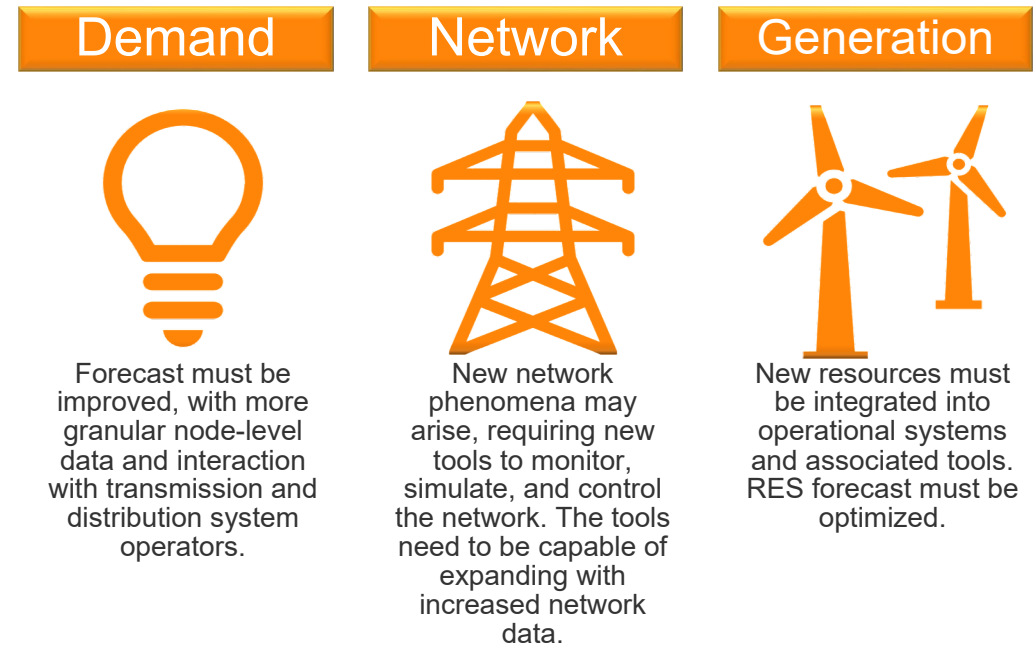 Demand
Forecast must be
improved, with more
granular node-level
data and interaction
with transmission and
distribution system
operators.
Network
New network
phenomena may
arise, requiring new
tools to monitor,
simulate, and control
the network. The tools
need to be capable of
expanding with
increased network
data.
Generation
New resources must
be integrated into
operational systems
and associated tools.
RES forecast must be
optimized.